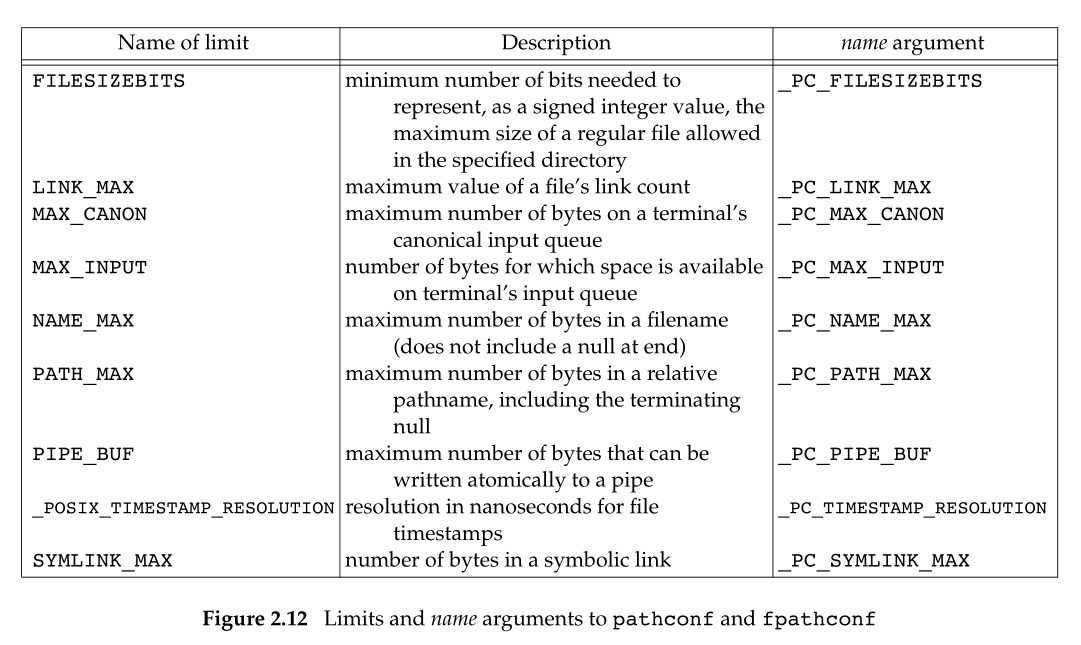 Name of limit Description name argument
FILESIZEBITS minimum number of bits needed to _PC_FILESIZEBITS
represent, as a signed integer value, the
maximum size of a regular file allowed
in the specified directory
LINK_MAX maximum value of a file’s link count _PC_LINK_MAX
MAX_CANON maximum number of bytes on a terminal’s _PC_MAX_CANON
canonical input queue
MAX_INPUT number of bytes for which space is available _PC_MAX_INPUT
on terminal’s input queue
NAME_MAX maximum number of bytes in a filename _PC_NAME_MAX
(does not include a null at end)
PATH_MAX maximum number of bytes in a relative _PC_PATH_MAX
pathname, including the terminating
null
PIPE_BUF maximum number of bytes that can be _PC_PIPE_BUF
written atomically to a pipe
_POSIX_TIMESTAMP_RESOLUTION resolution in nanoseconds for file _PC_TIMESTAMP_RESOLUTION
timestamps
SYMLINK_MAX number of bytes in a symbolic link _PC_SYMLINK_MAX
Figure 2.12 Limits and name arguments to pathconf and fpathconf